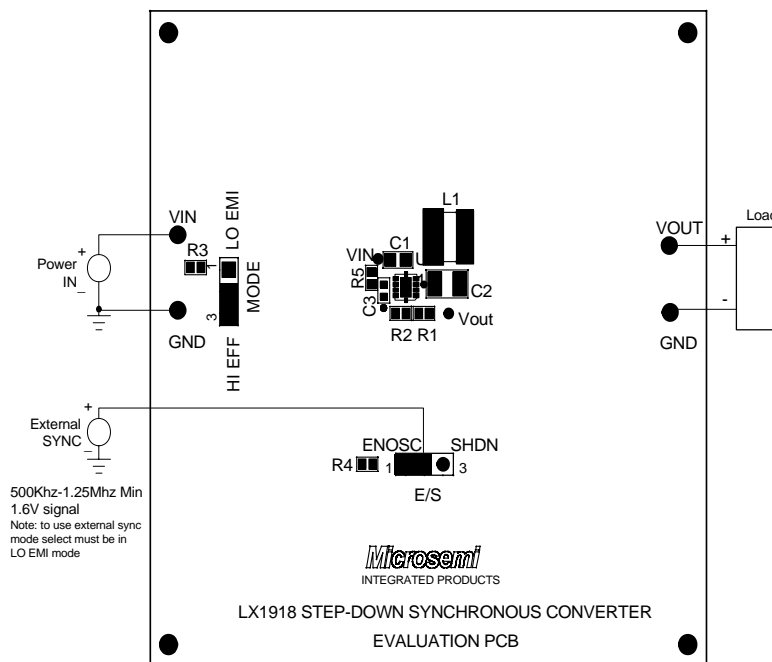 L1
LO EMI
VIN
VOUT
Load
R3
1
C1
VIN
U
+
+
Power
IN
MODE
R5
C2
C3
-
3
GND
R2 R1
Vout
GND
HI EFF
+
External
SYNC
ENOSC
SHDN
R4
1
3
E/S
500Khz-1.25Mhz Min
1.6V signal
Note: to use external sync
mode select must be in
LO EMI mode
Microsemi
INTEGRATED PRODUCTS
LX1918 STEP-DOWN SYNCHRONOUS CONVERTER
EVALUATION PCB